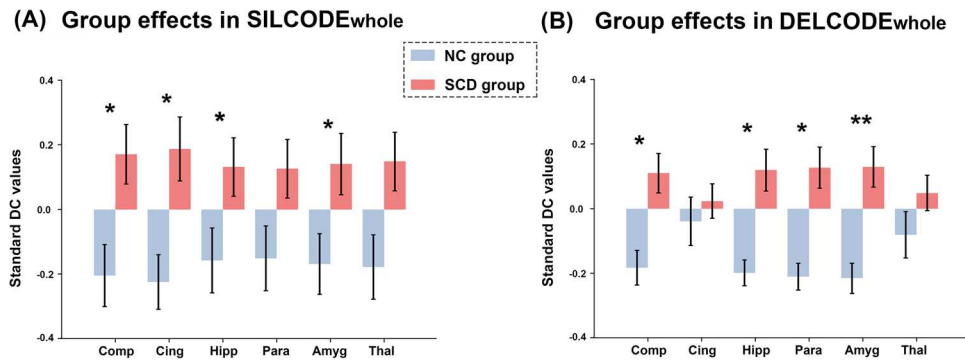 (A) Group effects in SILCODEwhole
(B) Group effects in DELCODEwhole
NC group
SCD group
Standard DC values
0.4
0.2
0.0
-0.2
-0.4
* * * *
Comp Cing Hipp Para Amyg Thal
Standard DC values
0.4
0.2
0.0
-0.2
-0.4
* * * **
Comp Cing Hipp Para Amyg Thal